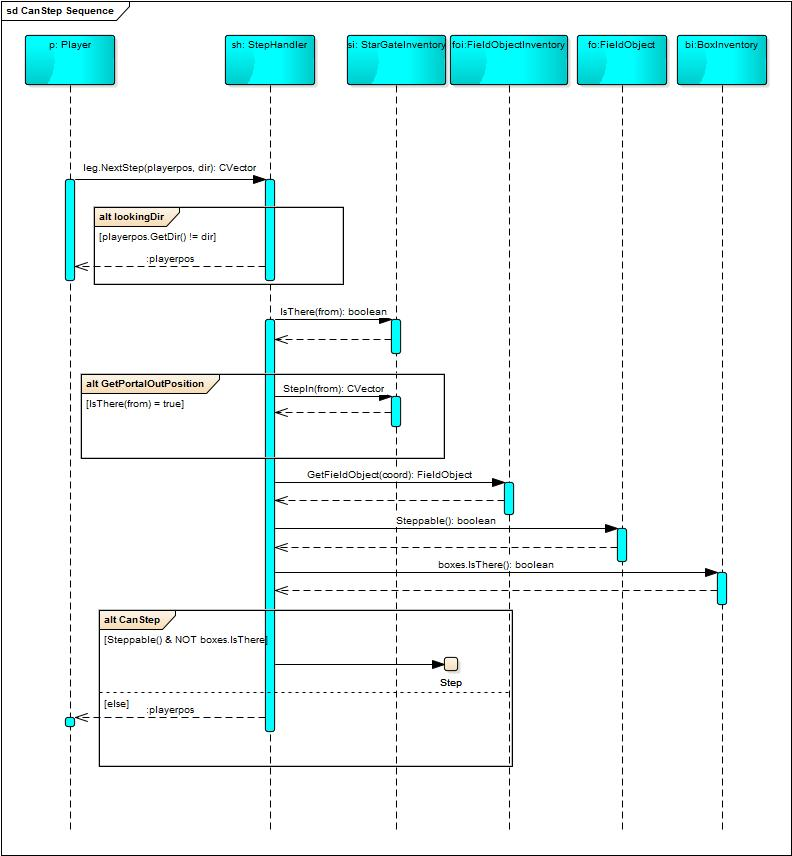 sd CanStep Sequence
p: Player
sh: StepHandler
si: StarGateInventory
foi:FieldObjectInventory
fo:FieldObject
bi:BoxInventory
leg.NextStep(playerpos, dir): CVector
alt lookingDir
[playerpos.GetDir() != dir]
:playerpos
IsThere(from): boolean
alt GetPortalOutPosition
StepIn(from): CVector
[IsThere(from) = true]
GetFieldObject(coord): FieldObject
Steppable(): boolean
boxes.IsThere(): boolean
alt CanStep
[Steppable() & NOT boxes.IsThere]
Step
[else]
:playerpos